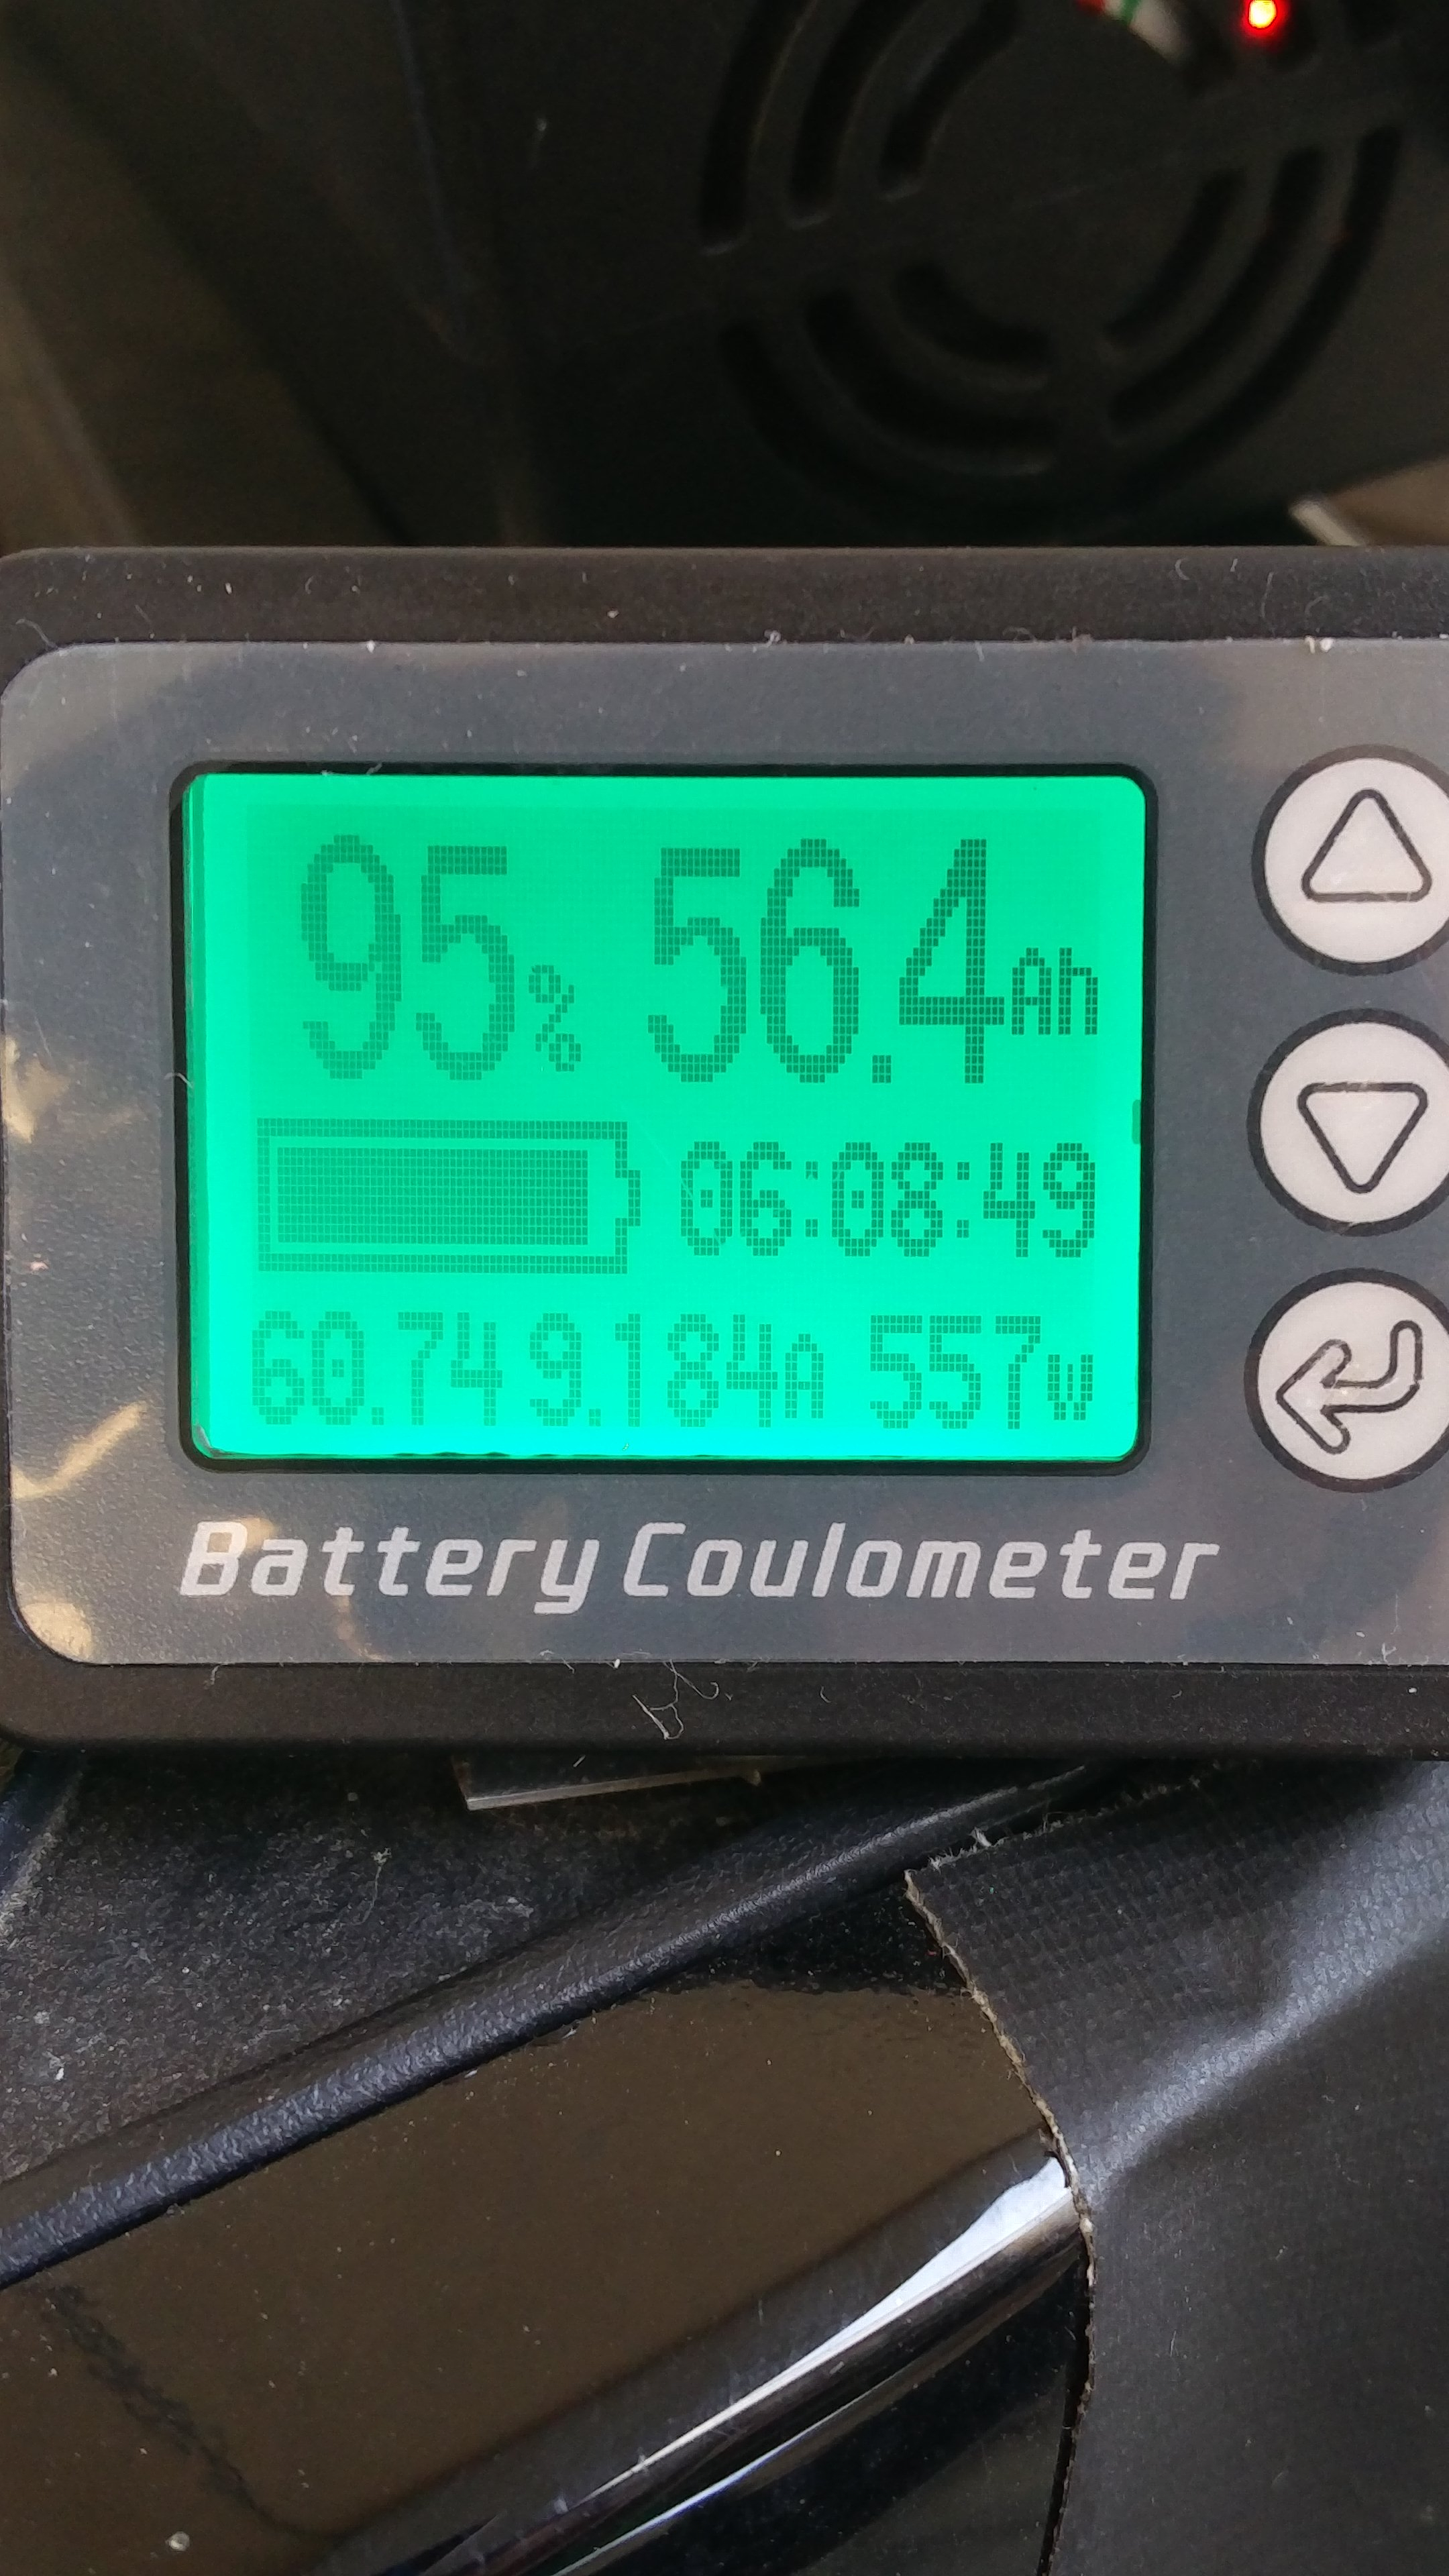 95% 56.4Ah
06:08:49
60.74 9.184A 557W
Battery Coulometer